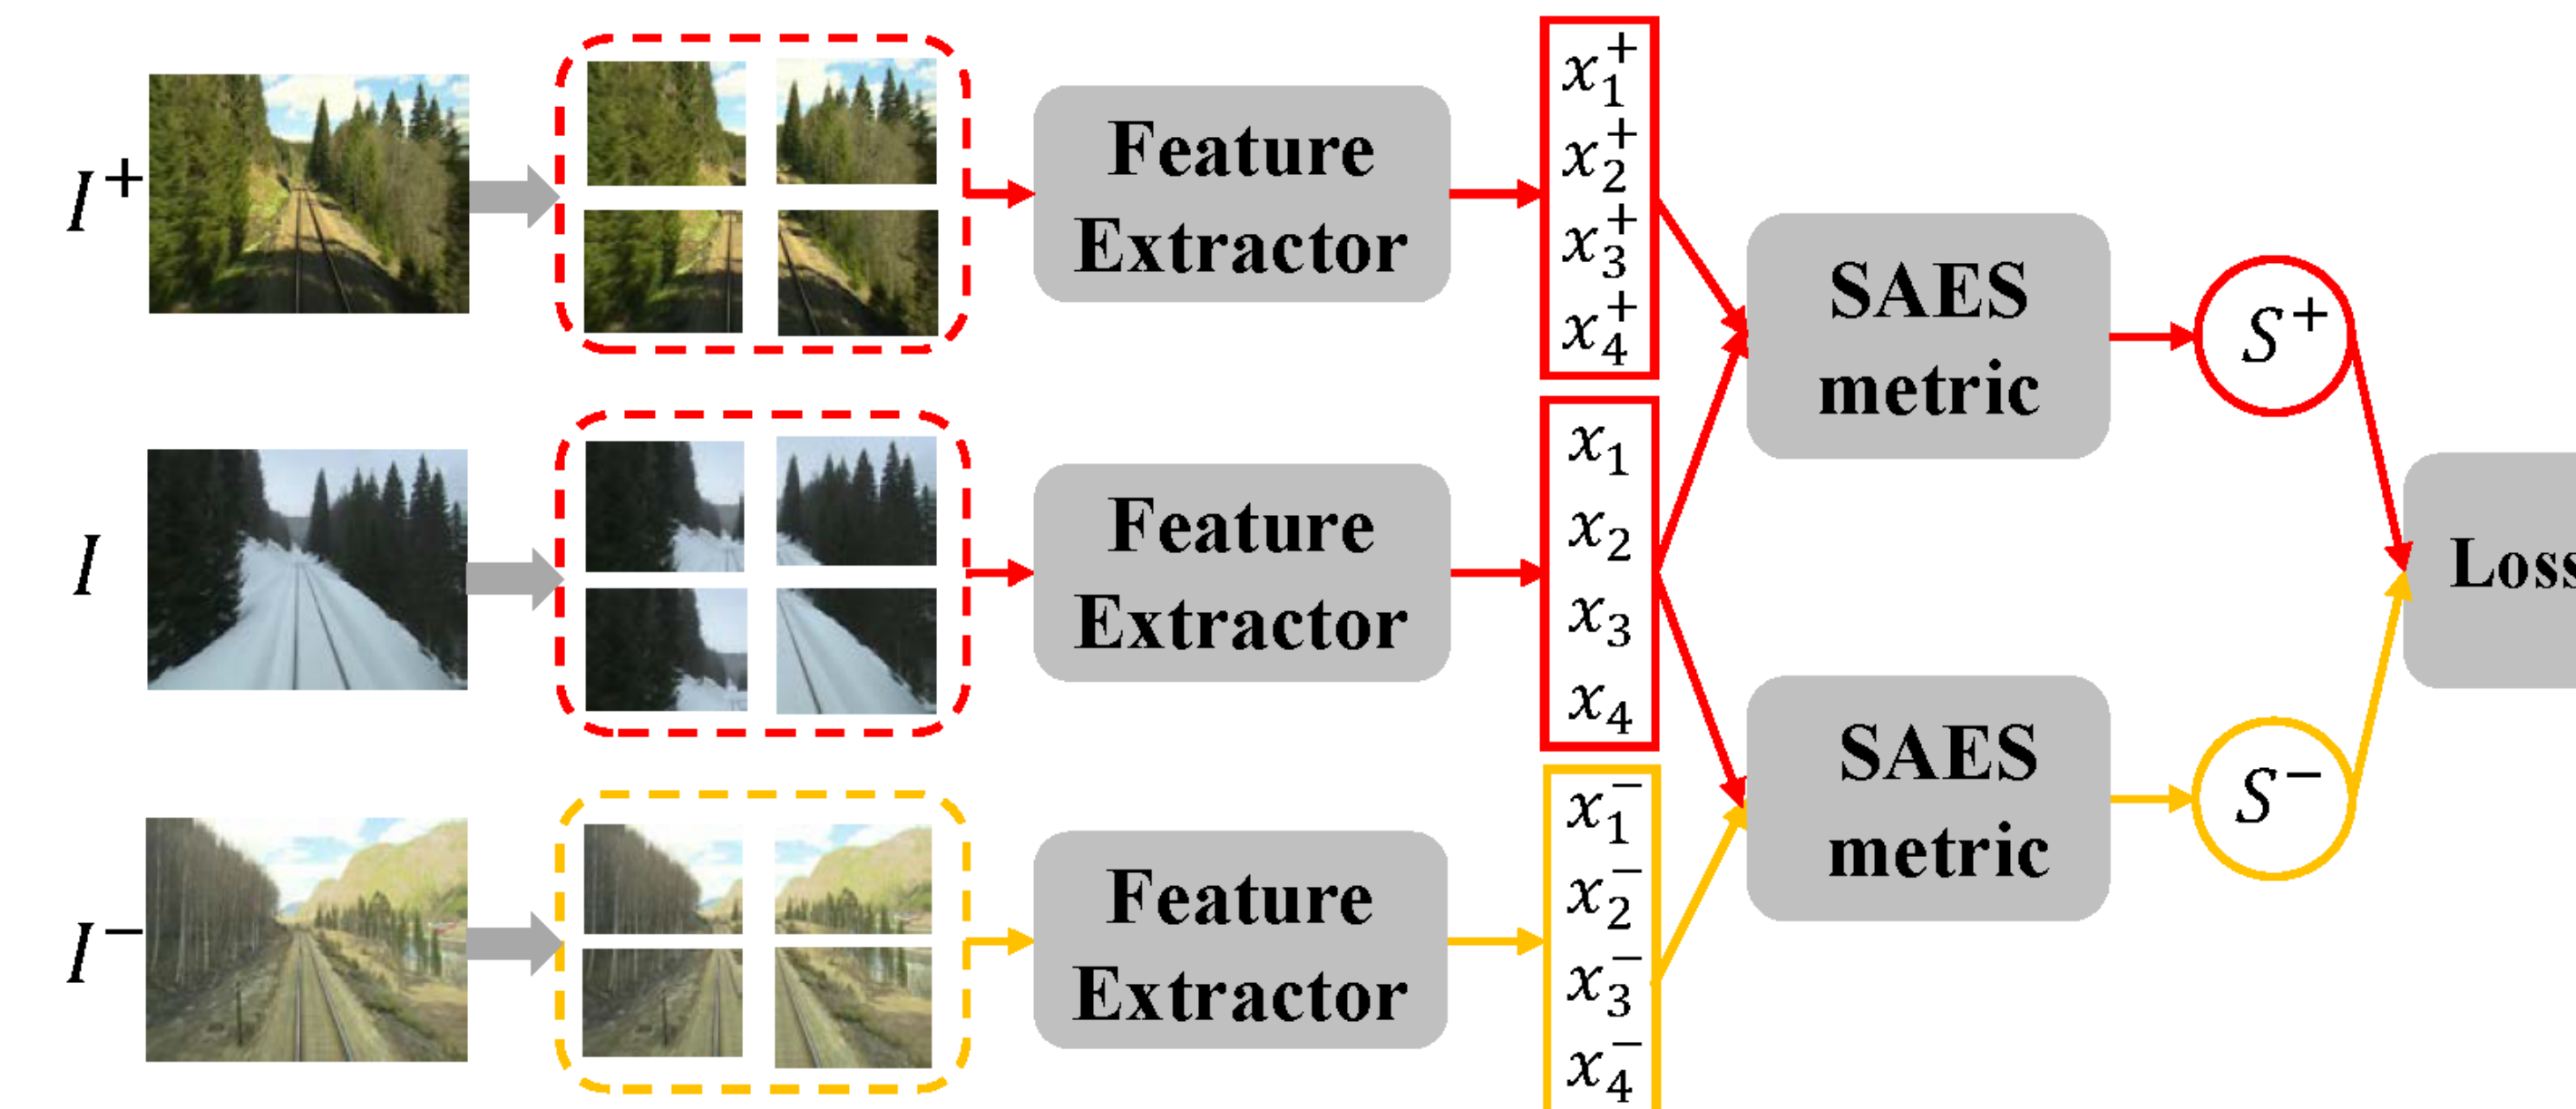 I⁺
Feature
Extractor
x₁⁺
x₂⁺
x₃⁺
x₄⁺
SAES
metric
S⁺
I
Feature
Extractor
x₁
x₂
x₃
x₄
Loss
I⁻
Feature
Extractor
x₁⁻
x₂⁻
x₃⁻
x₄⁻
SAES
metric
S⁻